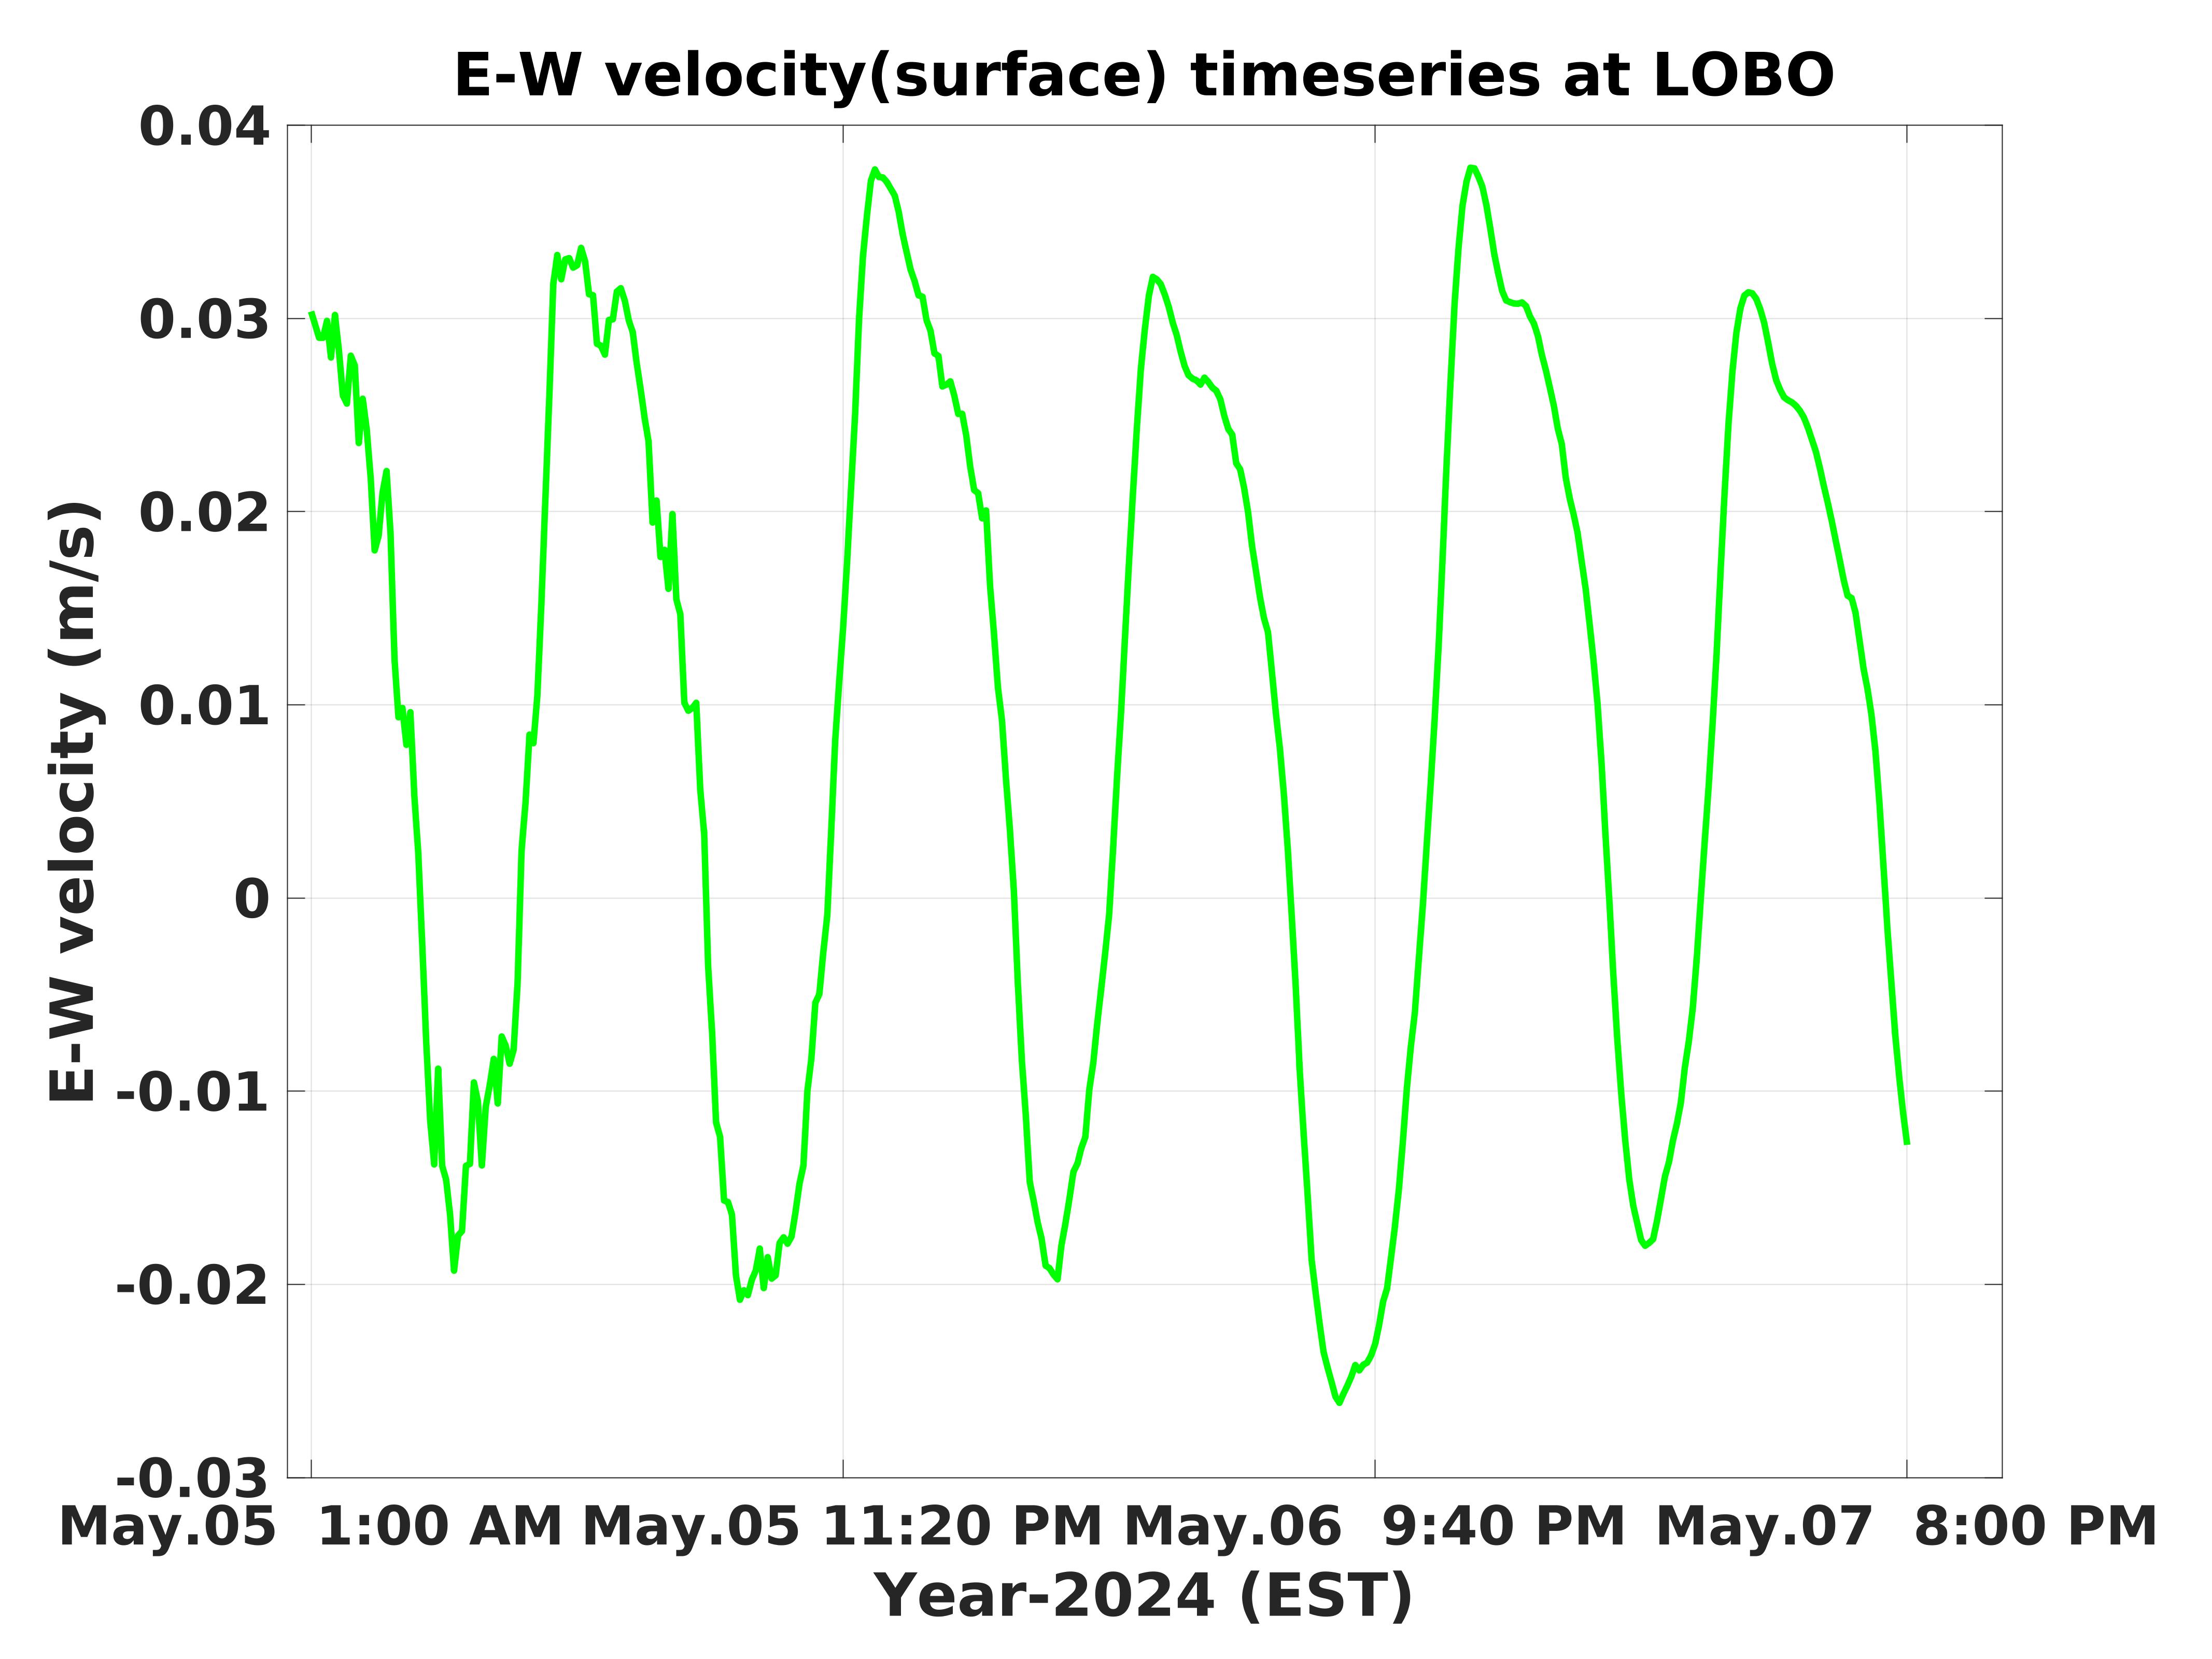 E-W velocity(surface) timeseries at LOBO
E-W velocity (m/s)
0.04
0.03
0.02
0.01
0
-0.01
-0.02
-0.03
May.05 1:00 AM May.05 11:20 PM May.06 9:40 PM May.07 8:00 PM
Year-2024 (EST)